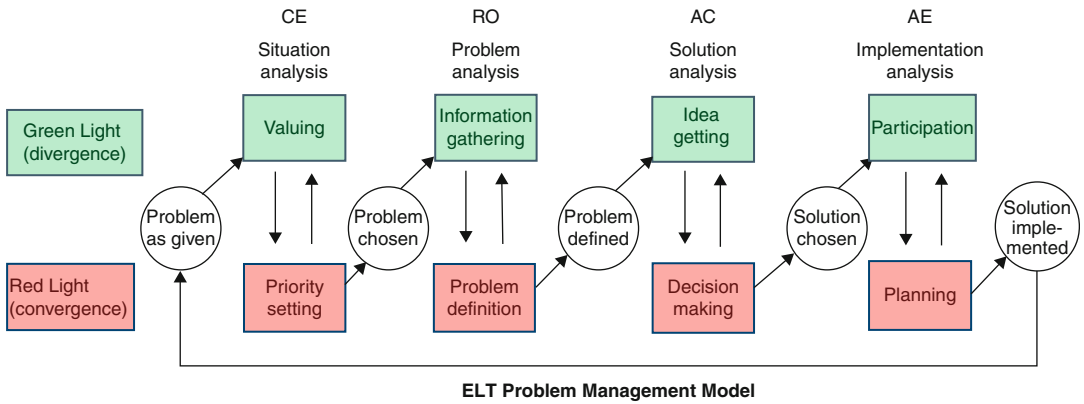 CE
RO
AC
AE
Situation
analysis
Problem
analysis
Solution
analysis
Implementation
analysis
Green Light
(divergence)
Valuing
Information
gathering
Idea
getting
Participation
Problem
as given
Problem
chosen
Problem
defined
Solution
chosen
Solution
imple-
mented
Red Light
(convergence)
Priority
setting
Problem
definition
Decision
making
Planning
ELT Problem Management Model